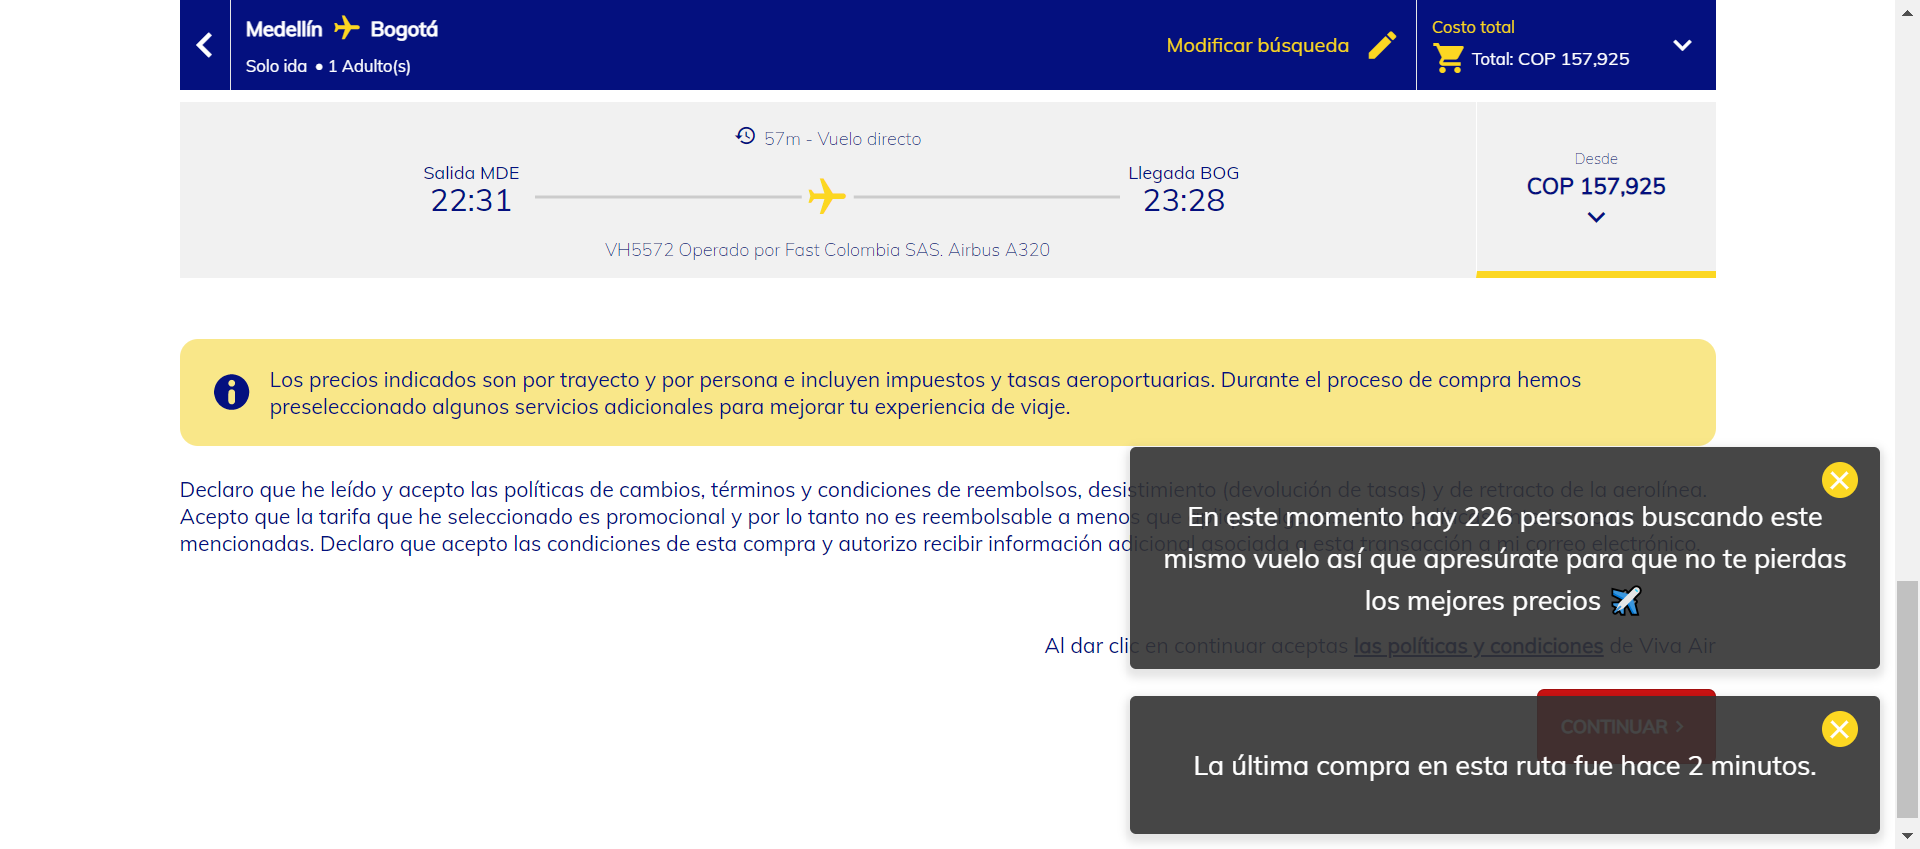 Medellín Bogotá
Solo ida • 1 Adulto(s)
Modificar búsqueda
Costo total
Total: COP 157,925
57m - Vuelo directo
Salida MDE
22:31
Llegada BOG
23:28
VH5572 Operado por Fast Colombia SAS. Airbus A320
Desde
COP 157,925
Los precios indicados son por trayecto y por persona e incluyen impuestos y tasas aeroportuarias. Durante el proceso de compra hemos
preseleccionado algunos servicios adicionales para mejorar tu experiencia de viaje.
Declaro que he leído y acepto las políticas de cambios, términos y condiciones de reembolsos, desistimiento (devolución de tasas) y de retracto de la aerolínea.
Acepto que la tarifa que he seleccionado es promocional y por lo tanto no es reembolsable a menos que
mencionadas. Declaro que acepto las condiciones de esta compra y autorizo recibir información adicional asociada a esta transacción a mi correo electrónico.
En este momento hay 226 personas buscando este
mismo vuelo así que apresúrate para que no te pierdas
los mejores precios
Al dar clic en continuar aceptas las políticas y condiciones de Viva Air
CONTINUAR >
La última compra en esta ruta fue hace 2 minutos.